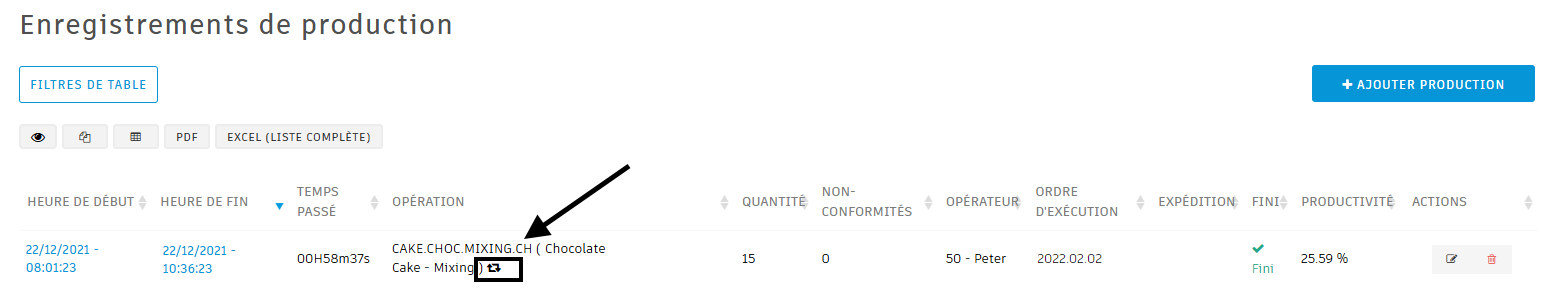 Enregistrements de production
FILTRES DE TABLE
AJOUTER PRODUCTION
PDF
EXCEL (LISTE COMPLÈTE)
HEURE DE DÉBUT
HEURE DE FIN
TEMPS
PASSÉ
OPÉRATION
QUANTITÉ
NON-
CONFORMITÉS
OPÉRATEUR
ORDRE
D'EXÉCUTION
EXPÉDITION
FINI
PRODUCTIVITÉ
ACTIONS
22/12/2021 -
08:01:23
22/12/2021 -
10:36:23
00H58m37s
CAKE.CHOC.MIXING.CH ( Chocolate
Cake - Mixing )
15
0
50 - Peter
2022.02.02
Fini
25.59 %